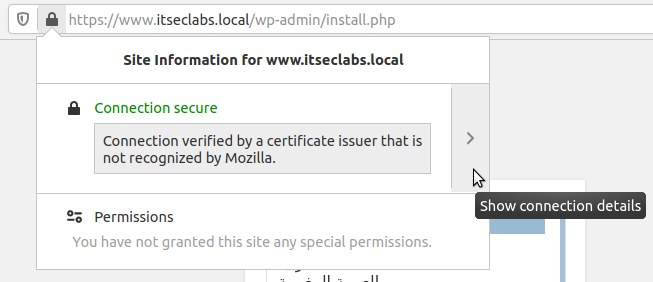 https://www.itseclabs.local/wp-admin/install.php
Site Information for www.itseclabs.local
Connection secure
Connection verified by a certificate issuer that is
not recognized by Mozilla.
Show connection details
Permissions
You have not granted this site any special permissions.